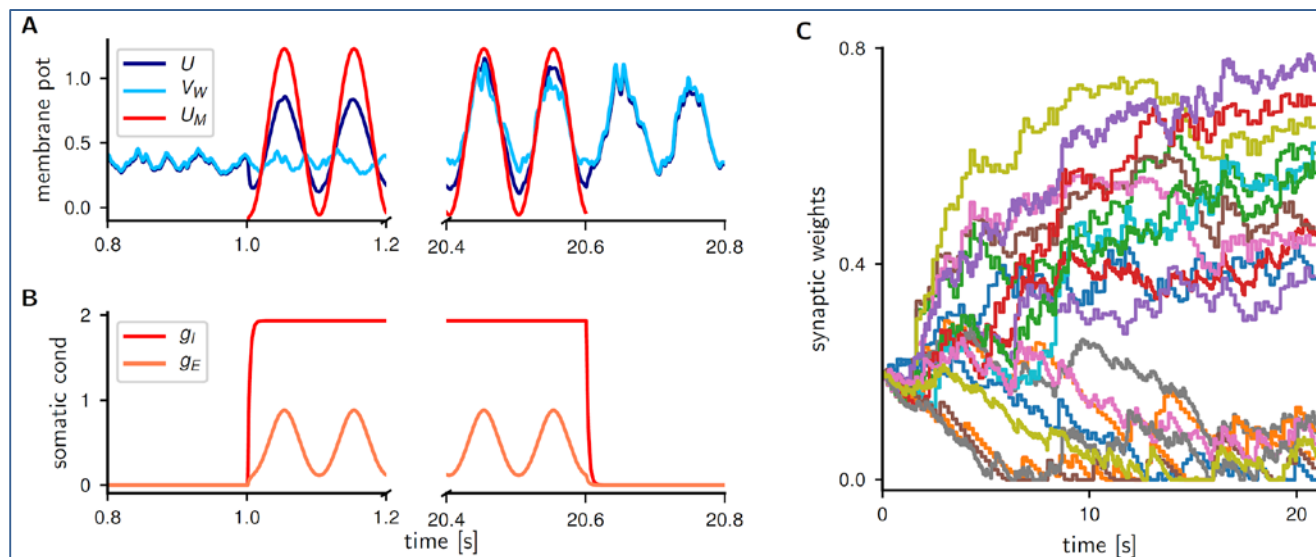 A
membrane pot
1.0
0.5
0.0
U
V_W
U_M
0.8
1.0
1.2
20.4
20.6
20.8
B
somatic cond
2
1
0
g_I
g_E
0.8
1.0
1.2
20.4
20.6
20.8
time [s]
C
synaptic weights
0.8
0.4
0.0
0
10
20
time [s]